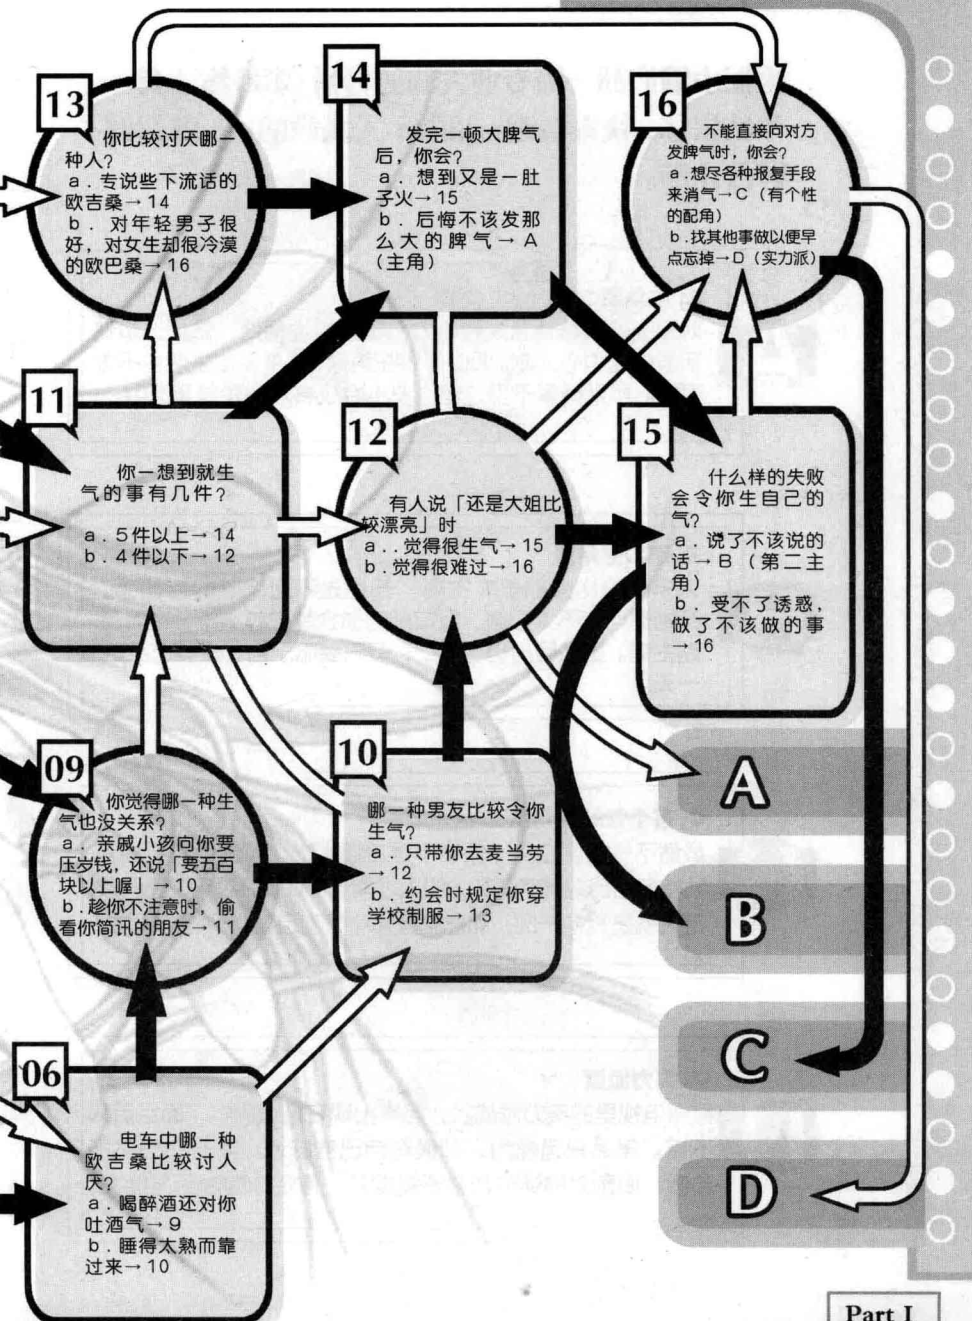 13
你比较讨厌哪一
种人?
a．专说些下流话的
欧吉桑→14
b．对年轻男子很
好，对女生却很冷漠
的欧巴桑→16
14
发完一顿大脾气
后，你会?
a．想到又是一肚
子火→15
b．后悔不该发那
么大的脾气→A
(主角)
16
不能直接向对方
发脾气时，你会?
a.想尽各种报复手段
来消气→C（有个性
的配角)
b.找其他事做以便早
点忘掉→D（实力派）
11
你一想到就生
气的事有几件?
a．5件以上→14
b．4件以下→12
12
有人说「还是大姐比
较漂亮」时
a．.觉得很生气→15
b．觉得很难过→16
15
什么样的失败
会令你生自己的
气?
a．说了不该说的
话→B（第二主
角)
b．受不了诱惑，
做了不该做的事
→16
09
你觉得哪一种生
气也没关系?
a．亲戚小孩向你要
压岁钱，还说「要五百
块以上喔」→10
b．趁你不注意时，偷
看你简讯的朋友→11
10
哪一种男友比较令你
生气?
a．只带你去麦当劳
→12
b．约会时规定你穿
学校制服→13
06
电车中哪一种
欧吉桑比较讨人
厌?
a．喝醉酒还对你
吐酒气→9
b．睡得太熟而靠
过来→10
A
B
C
D
Part I